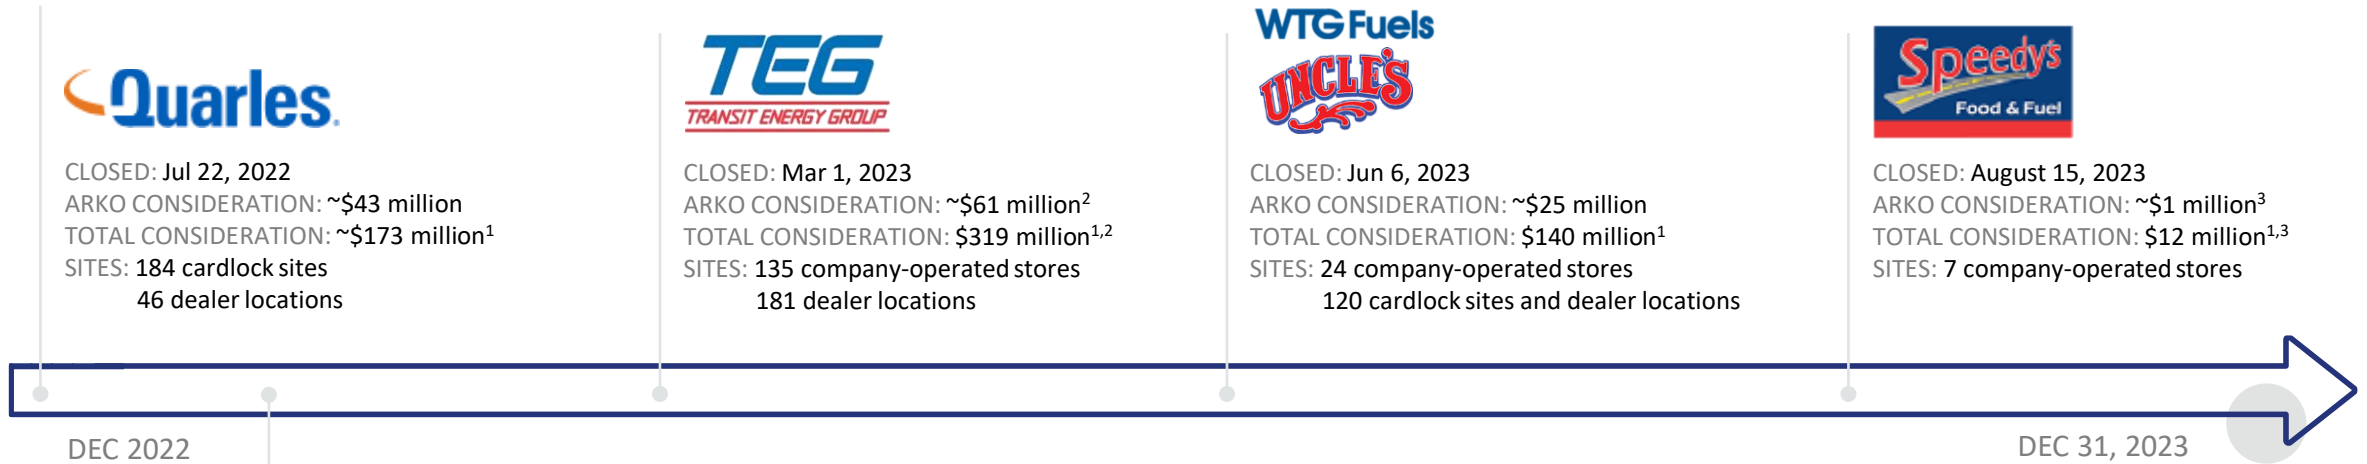 Quarles.
CLOSED: Jul 22, 2022
ARKO CONSIDERATION: ~$43 million
TOTAL CONSIDERATION: ~$173 million¹
SITES: 184 cardlock sites
46 dealer locations
TEG
TRANSIT ENERGY GROUP
CLOSED: Mar 1, 2023
ARKO CONSIDERATION: ~$61 million²
TOTAL CONSIDERATION: $319 million¹,²
SITES: 135 company-operated stores
181 dealer locations
WTG Fuels
UNCLE'S
CLOSED: Jun 6, 2023
ARKO CONSIDERATION: ~$25 million
TOTAL CONSIDERATION: $140 million¹
SITES: 24 company-operated stores
120 cardlock sites and dealer locations
Speedy's
Food & Fuel
CLOSED: August 15, 2023
ARKO CONSIDERATION: ~$1 million³
TOTAL CONSIDERATION: $12 million¹,³
SITES: 7 company-operated stores
DEC 2022
DEC 31, 2023